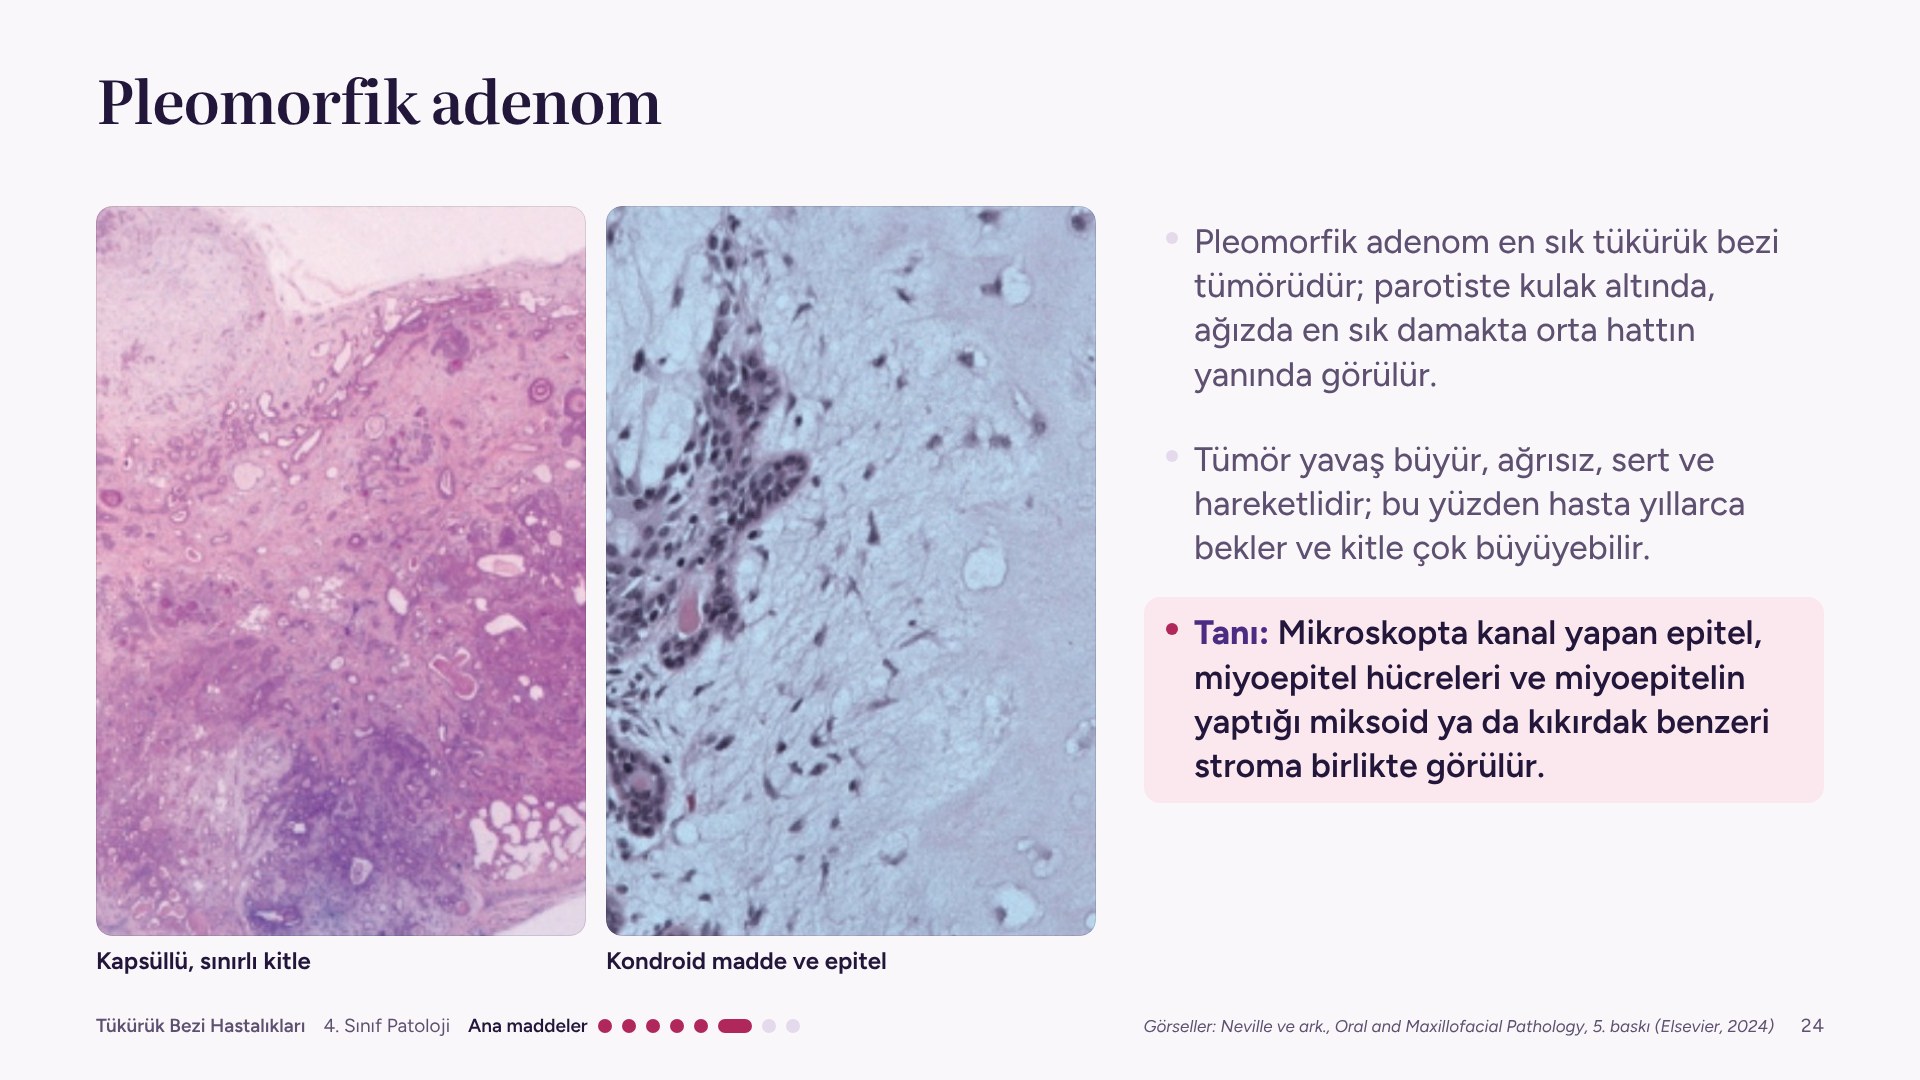 Pleomorfik adenom
Pleomorfik adenom en sık tükürük bezi
tümörüdür; parotiste kulak altında,
ağızda en sık damakta orta hattın
yanında görülür.
Tümör yavaş büyür, ağrısız, sert ve
hareketlidir; bu yüzden hasta yıllarca
bekler ve kitle çok büyüyebilir.
Tanı: Mikroskopta kanal yapan epitel,
miyoepitel hücreleri ve miyoepitelin
yaptığı miksoid ya da kıkırdak benzeri
stroma birlikte görülür.
Kapsüllü, sınırlı kitle
Kondroid madde ve epitel
Tükürük Bezi Hastalıkları 4. Sınıf Patoloji Ana maddeler
Görseller: Neville ve ark., Oral and Maxillofacial Pathology, 5. baskı (Elsevier, 2024) 24